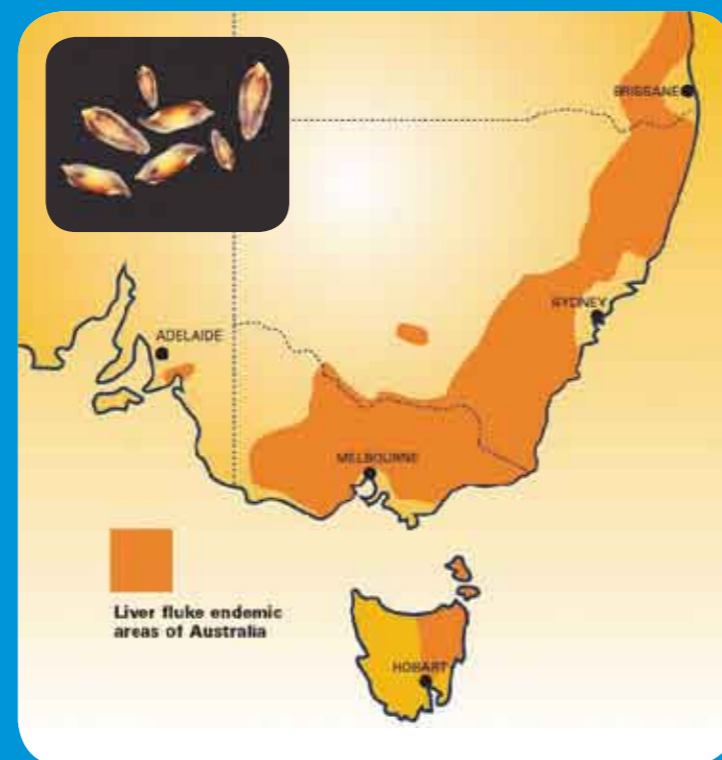 BRISBANE
SYDNEY
ADELAIDE
MELBOURNE
Liver fluke endemic
areas of Australia
HOBART